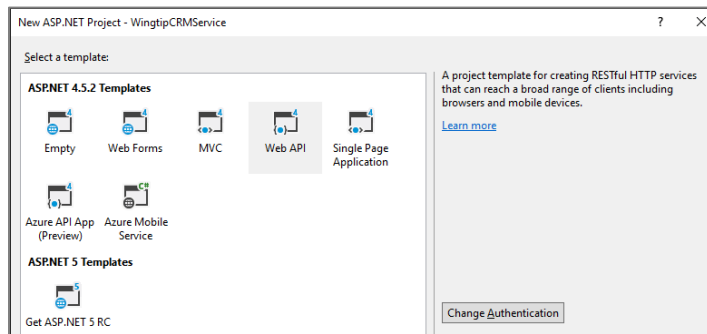 New ASP.NET Project - WingtipCRMService
Select a template:
ASP.NET 4.5.2 Templates
Empty
Web Forms
MVC
Web API
Single Page
Application
Azure API App
(Preview)
Azure Mobile
Service
ASP.NET 5 Templates
Get ASP.NET 5 RC
A project template for creating RESTful HTTP services
that can reach a broad range of clients including
browsers and mobile devices.
Learn more
Change Authentication